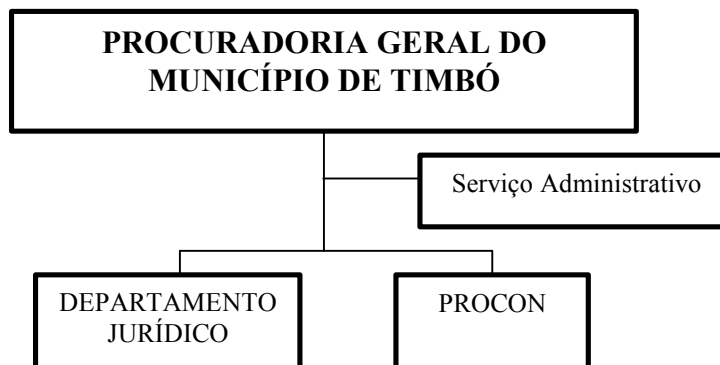 PROCURADORIA GERAL DO
MUNICÍPIO DE TIMBÓ
Serviço Administrativo
DEPARTAMENTO
JURÍDICO
PROCON